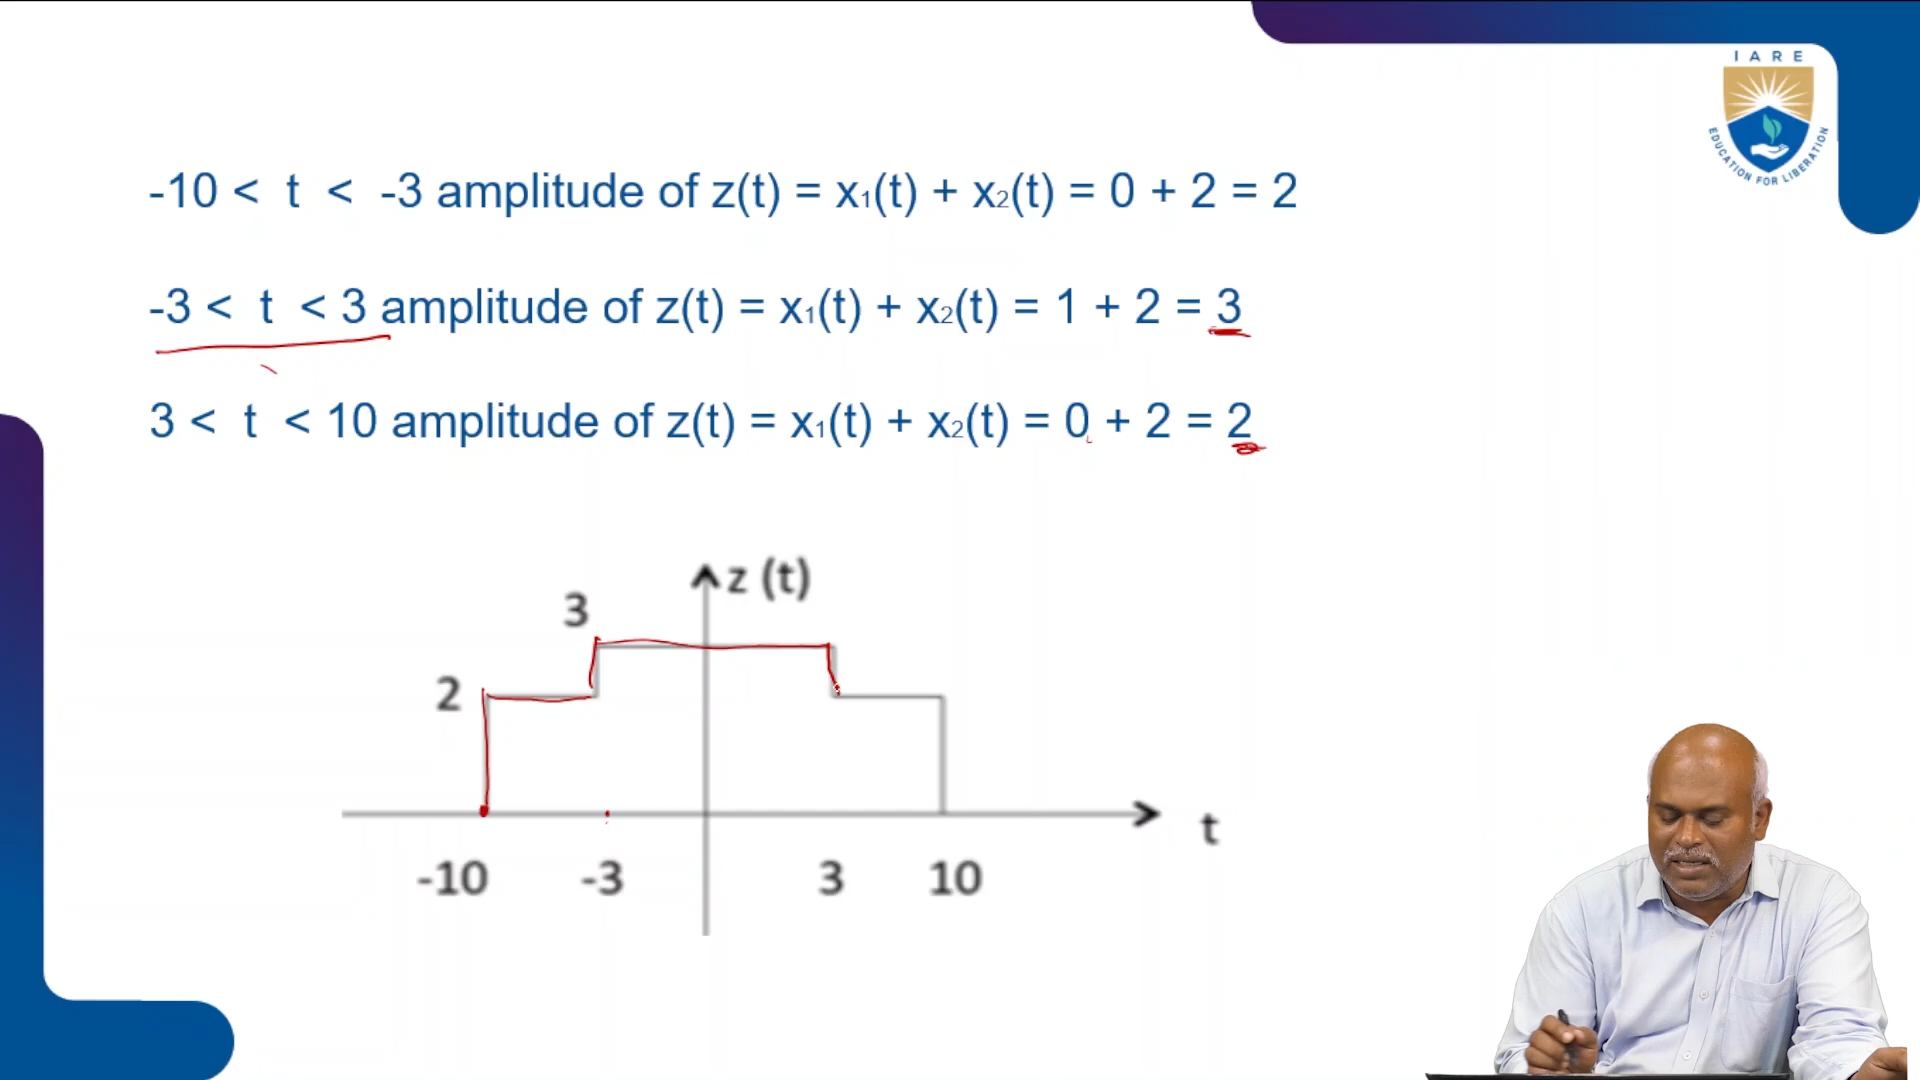 I A R E
EDUCATION FOR LIBERATION
-10 < t < -3 amplitude of z(t) = x₁(t) + x₂(t) = 0 + 2 = 2
-3 < t < 3 amplitude of z(t) = x₁(t) + x₂(t) = 1 + 2 = 3
3 < t < 10 amplitude of z(t) = x₁(t) + x₂(t) = 0 + 2 = 2
z (t)
3
2
t
-10 -3 3 10